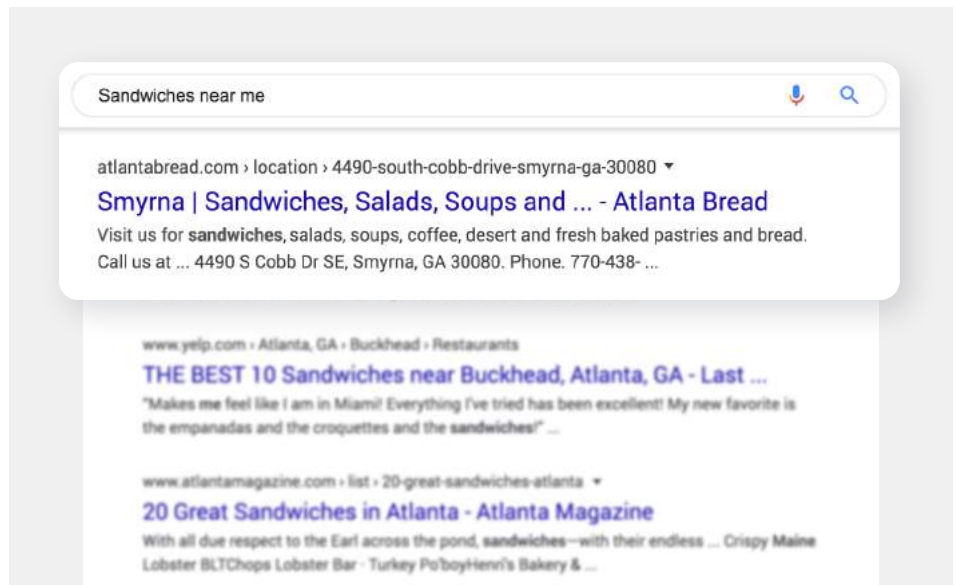 Sandwiches near me
atlantabread.com › location › 4490-south-cobb-drive-smyrna-ga-30080
Smyrna | Sandwiches, Salads, Soups and ... - Atlanta Bread
Visit us for sandwiches, salads, soups, coffee, desert and fresh baked pastries and bread.
Call us at ... 4490 S Cobb Dr SE, Smyrna, GA 30080. Phone. 770-438- ...
www.yelp.com › Atlanta, GA › Buckhead › Restaurants
THE BEST 10 Sandwiches near Buckhead, Atlanta, GA - Last ...
"Makes me feel like I am in Miami! Everything I've tried has been excellent! My new favorite is
the empanadas and the croquettes and the sandwiches!" ...
www.atlantamagazine.com › list › 20-great-sandwiches-atlanta
20 Great Sandwiches in Atlanta - Atlanta Magazine
With all due respect to the Earl across the pond, sandwiches—with their endless ... Crispy Maine
Lobster BLTChops Lobster Bar · Turkey Po'boyHenri's Bakery & ...